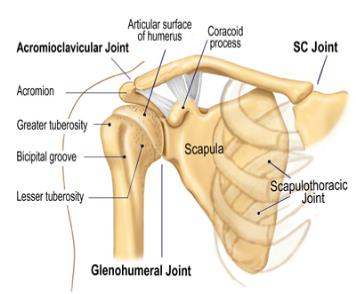 Articular surface
of humerus
Coracoid
process
Acromioclavicular Joint
SC Joint
Acromion
Greater tuberosity
Bicipital groove
Scapula
Lesser tuberosity
Scapulothoracic
Joint
Glenohumeral Joint